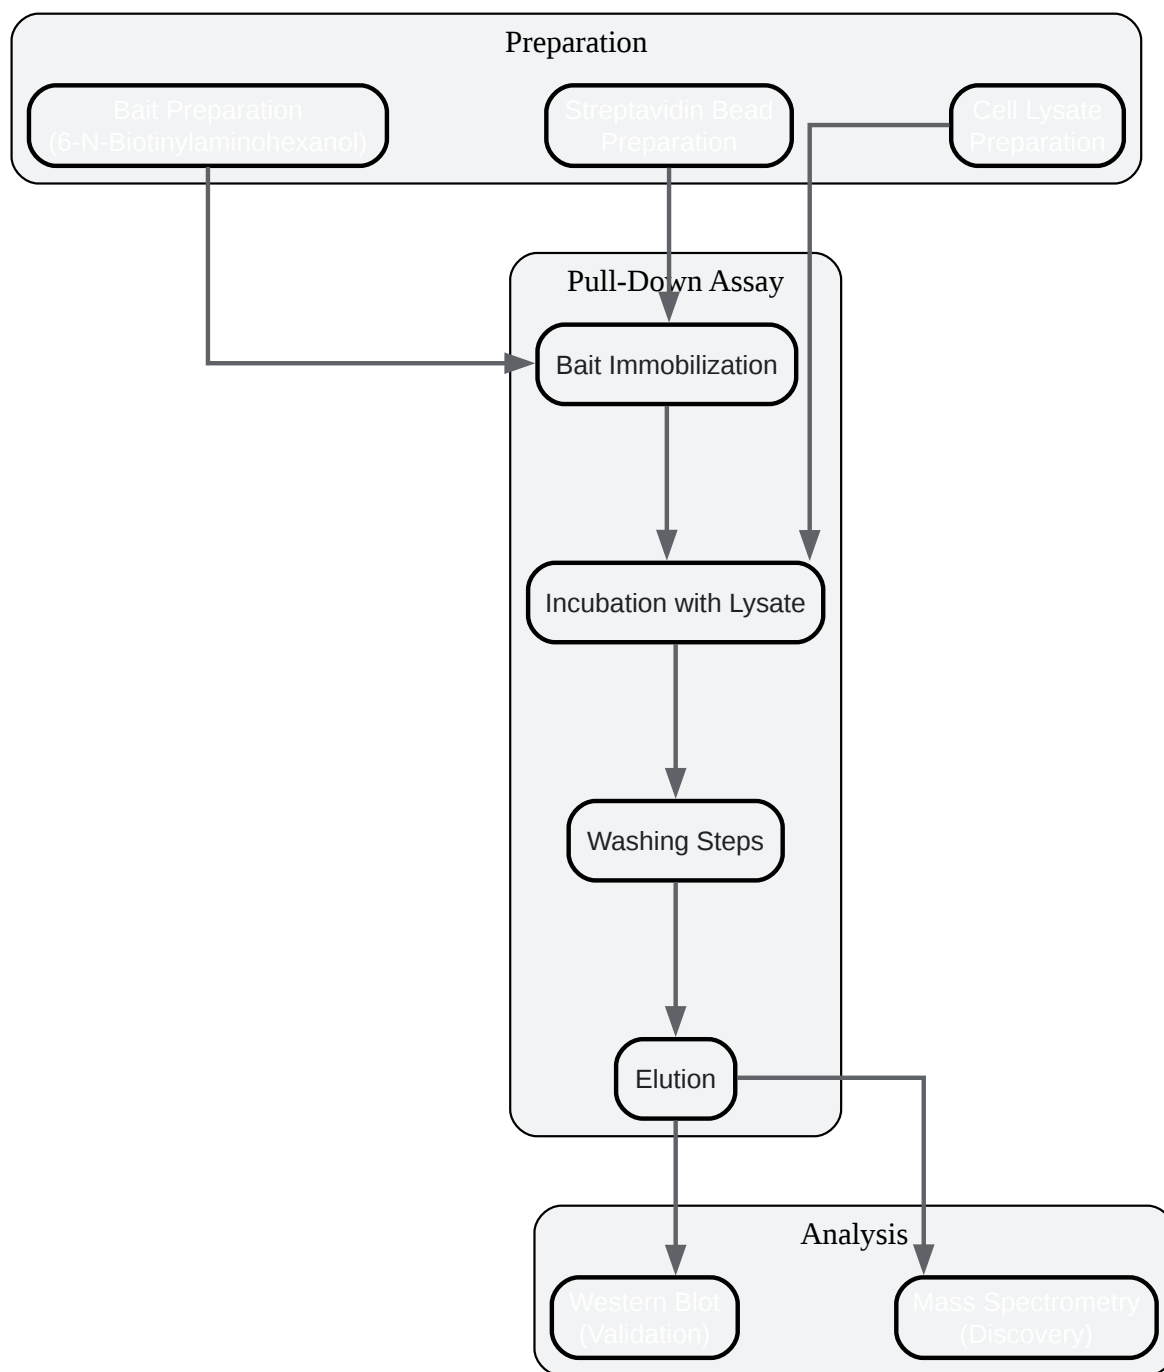 Preparation
Bait Preparation
(6-N-Biotinylaminohexanol)
Streptavidin Bead
Preparation
Cell Lysate
Preparation
Pull-Down Assay
Bait Immobilization
Incubation with Lysate
Washing Steps
Elution
Analysis
Western Blot
(Validation)
Mass Spectrometry
(Discovery)